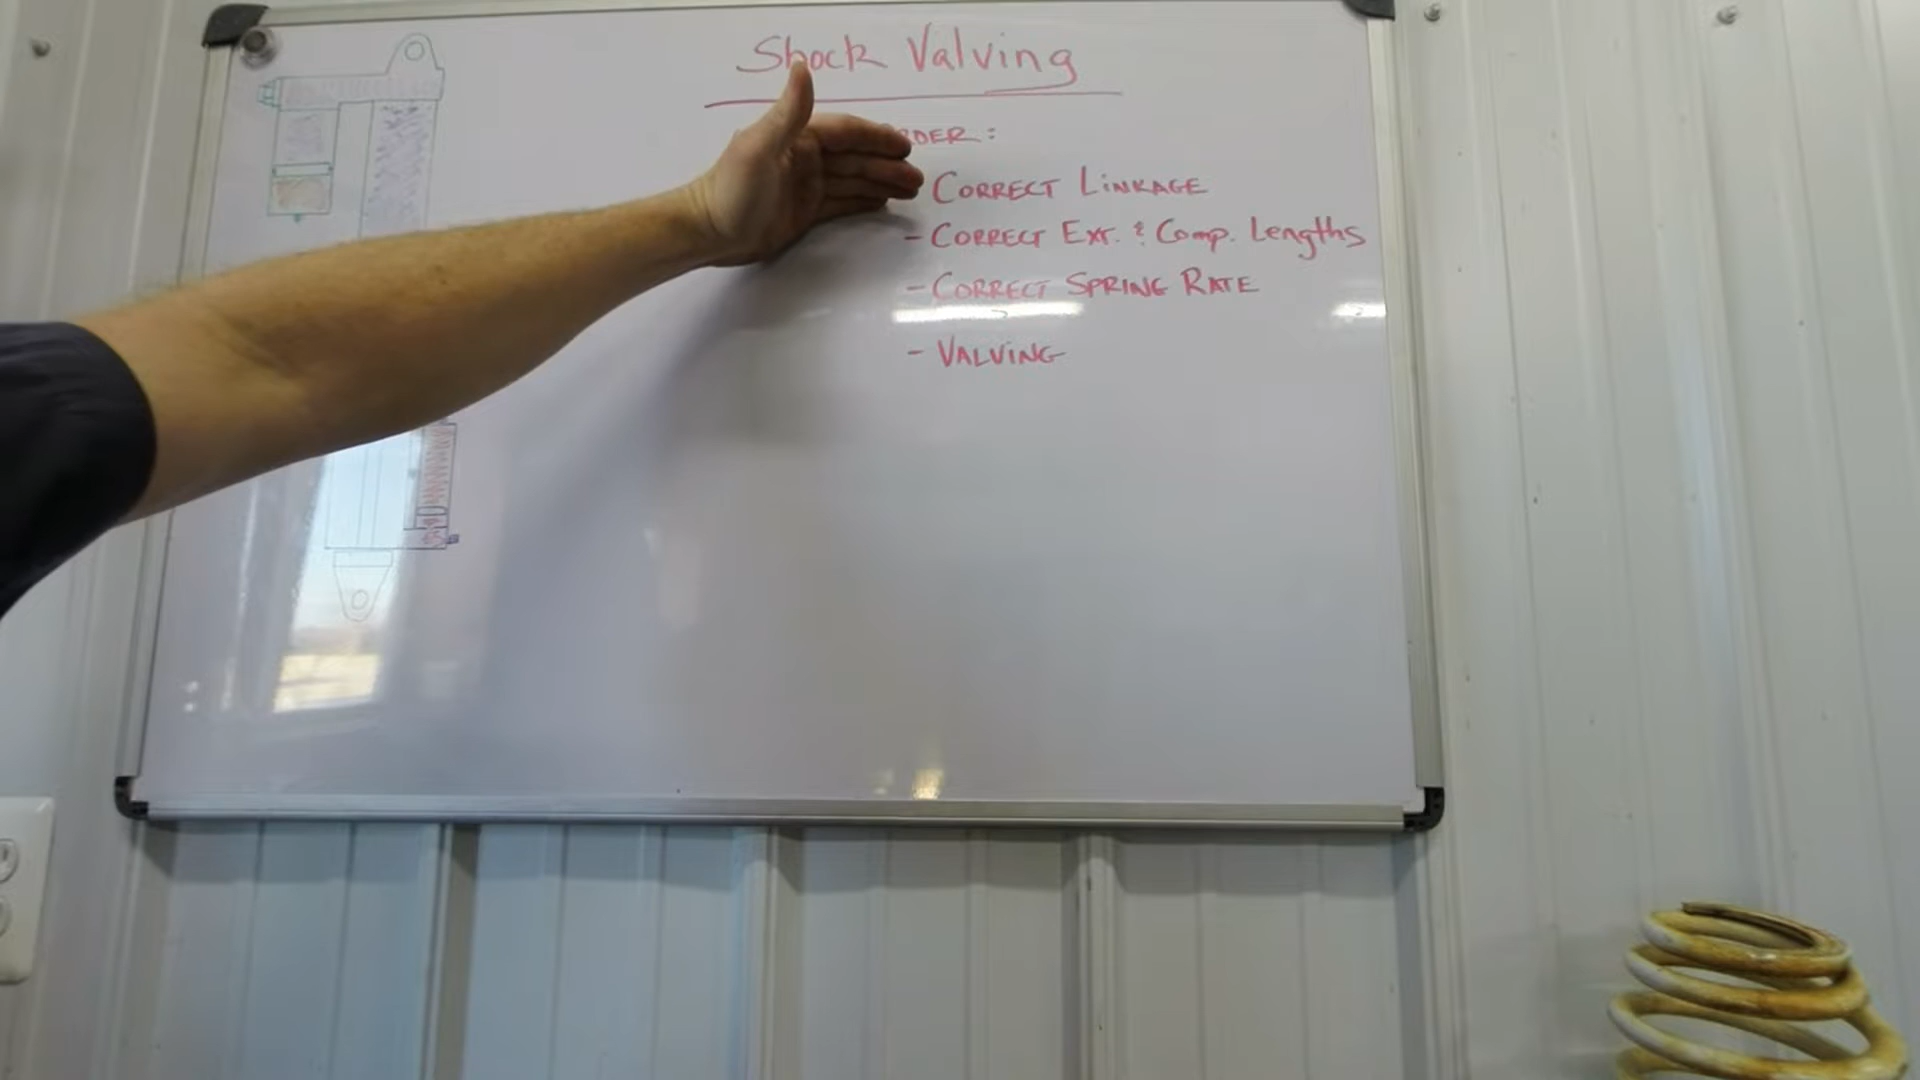 Shock Valving
RDER:
CORRECT LINKAGE
- CORRECT EXT. & Comp. Lengths
- CORRECT SPRING RATE
- VALVING